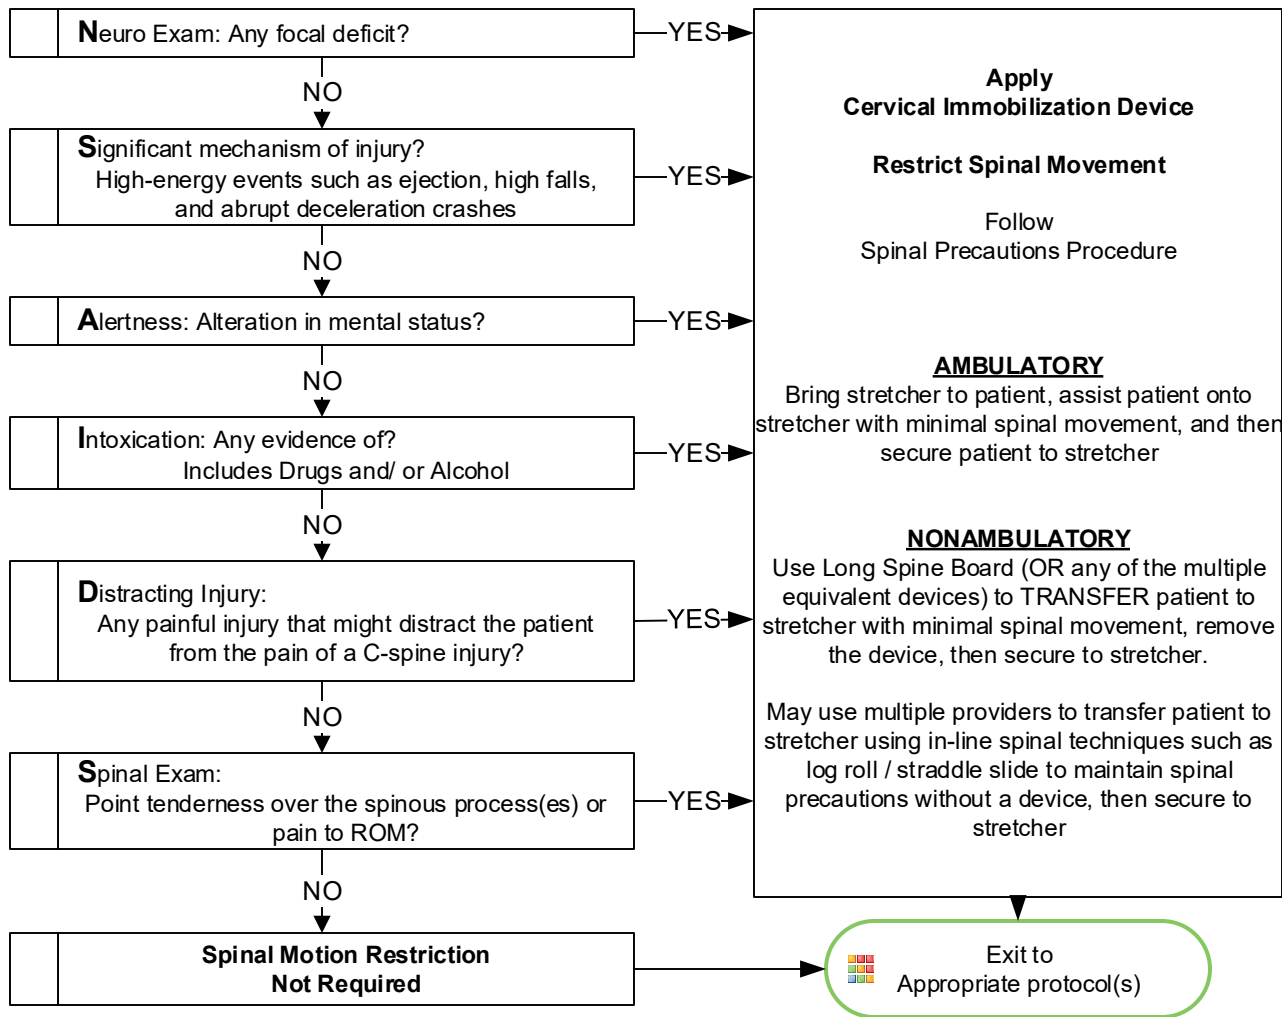 Neuro Exam: Any focal deficit?
YES
NO
Significant mechanism of injury?
High-energy events such as ejection, high falls,
and abrupt deceleration crashes
YES
NO
Alertness: Alteration in mental status?
YES
NO
Intoxication: Any evidence of?
Includes Drugs and/ or Alcohol
YES
NO
Distracting Injury:
Any painful injury that might distract the patient
from the pain of a C-spine injury?
YES
NO
Spinal Exam:
Point tenderness over the spinous process(es) or
pain to ROM?
YES
NO
Spinal Motion Restriction
Not Required
Apply
Cervical Immobilization Device
Restrict Spinal Movement
Follow
Spinal Precautions Procedure
AMBULATORY
Bring stretcher to patient, assist patient onto
stretcher with minimal spinal movement, and then
secure patient to stretcher
NONAMBULATORY
Use Long Spine Board (OR any of the multiple
equivalent devices) to TRANSFER patient to
stretcher with minimal spinal movement, remove
the device, then secure to stretcher.
May use multiple providers to transfer patient to
stretcher using in-line spinal techniques such as
log roll / straddle slide to maintain spinal
precautions without a device, then secure to
stretcher
Exit to
Appropriate protocol(s)